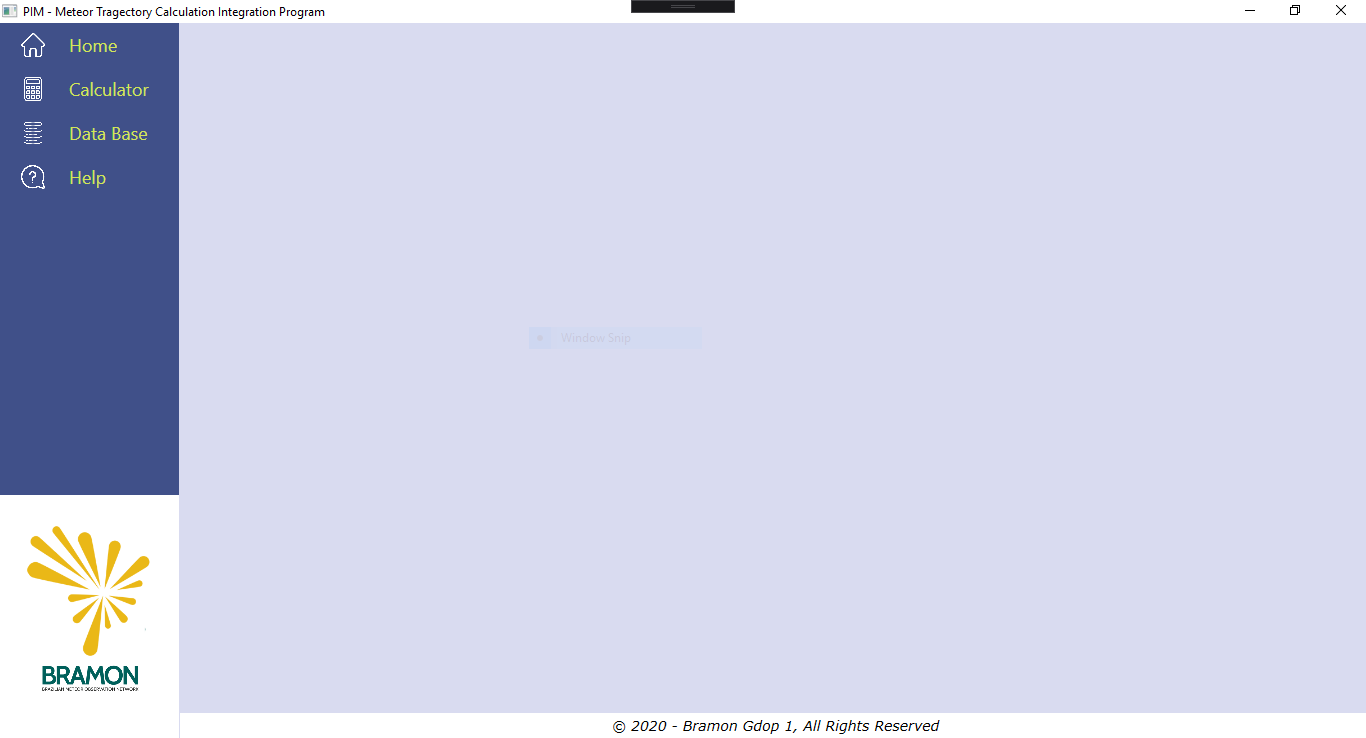 PIM - Meteor Tragectory Calculation Integration Program
Home
Calculator
Data Base
Help
Window Snip
BRAMON
BRAZILIAN METEOR OBSERVATION NETWORK
© 2020 - Bramon Gdop 1, All Rights Reserved